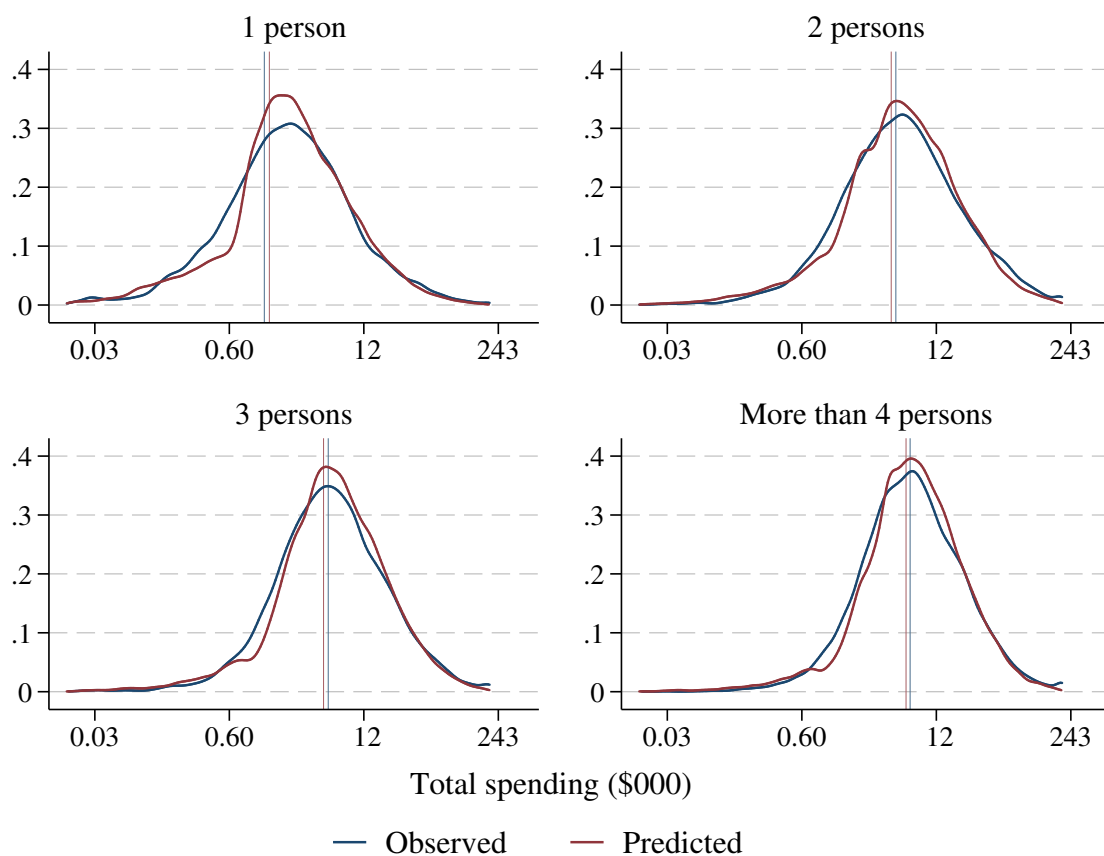 1 person
2 persons
.4
.3
.2
.1
0
0.03 0.60 12 243
.4
.3
.2
.1
0
0.03 0.60 12 243
3 persons
More than 4 persons
.4
.3
.2
.1
0
0.03 0.60 12 243
.4
.3
.2
.1
0
0.03 0.60 12 243
Total spending ($000)
Observed Predicted